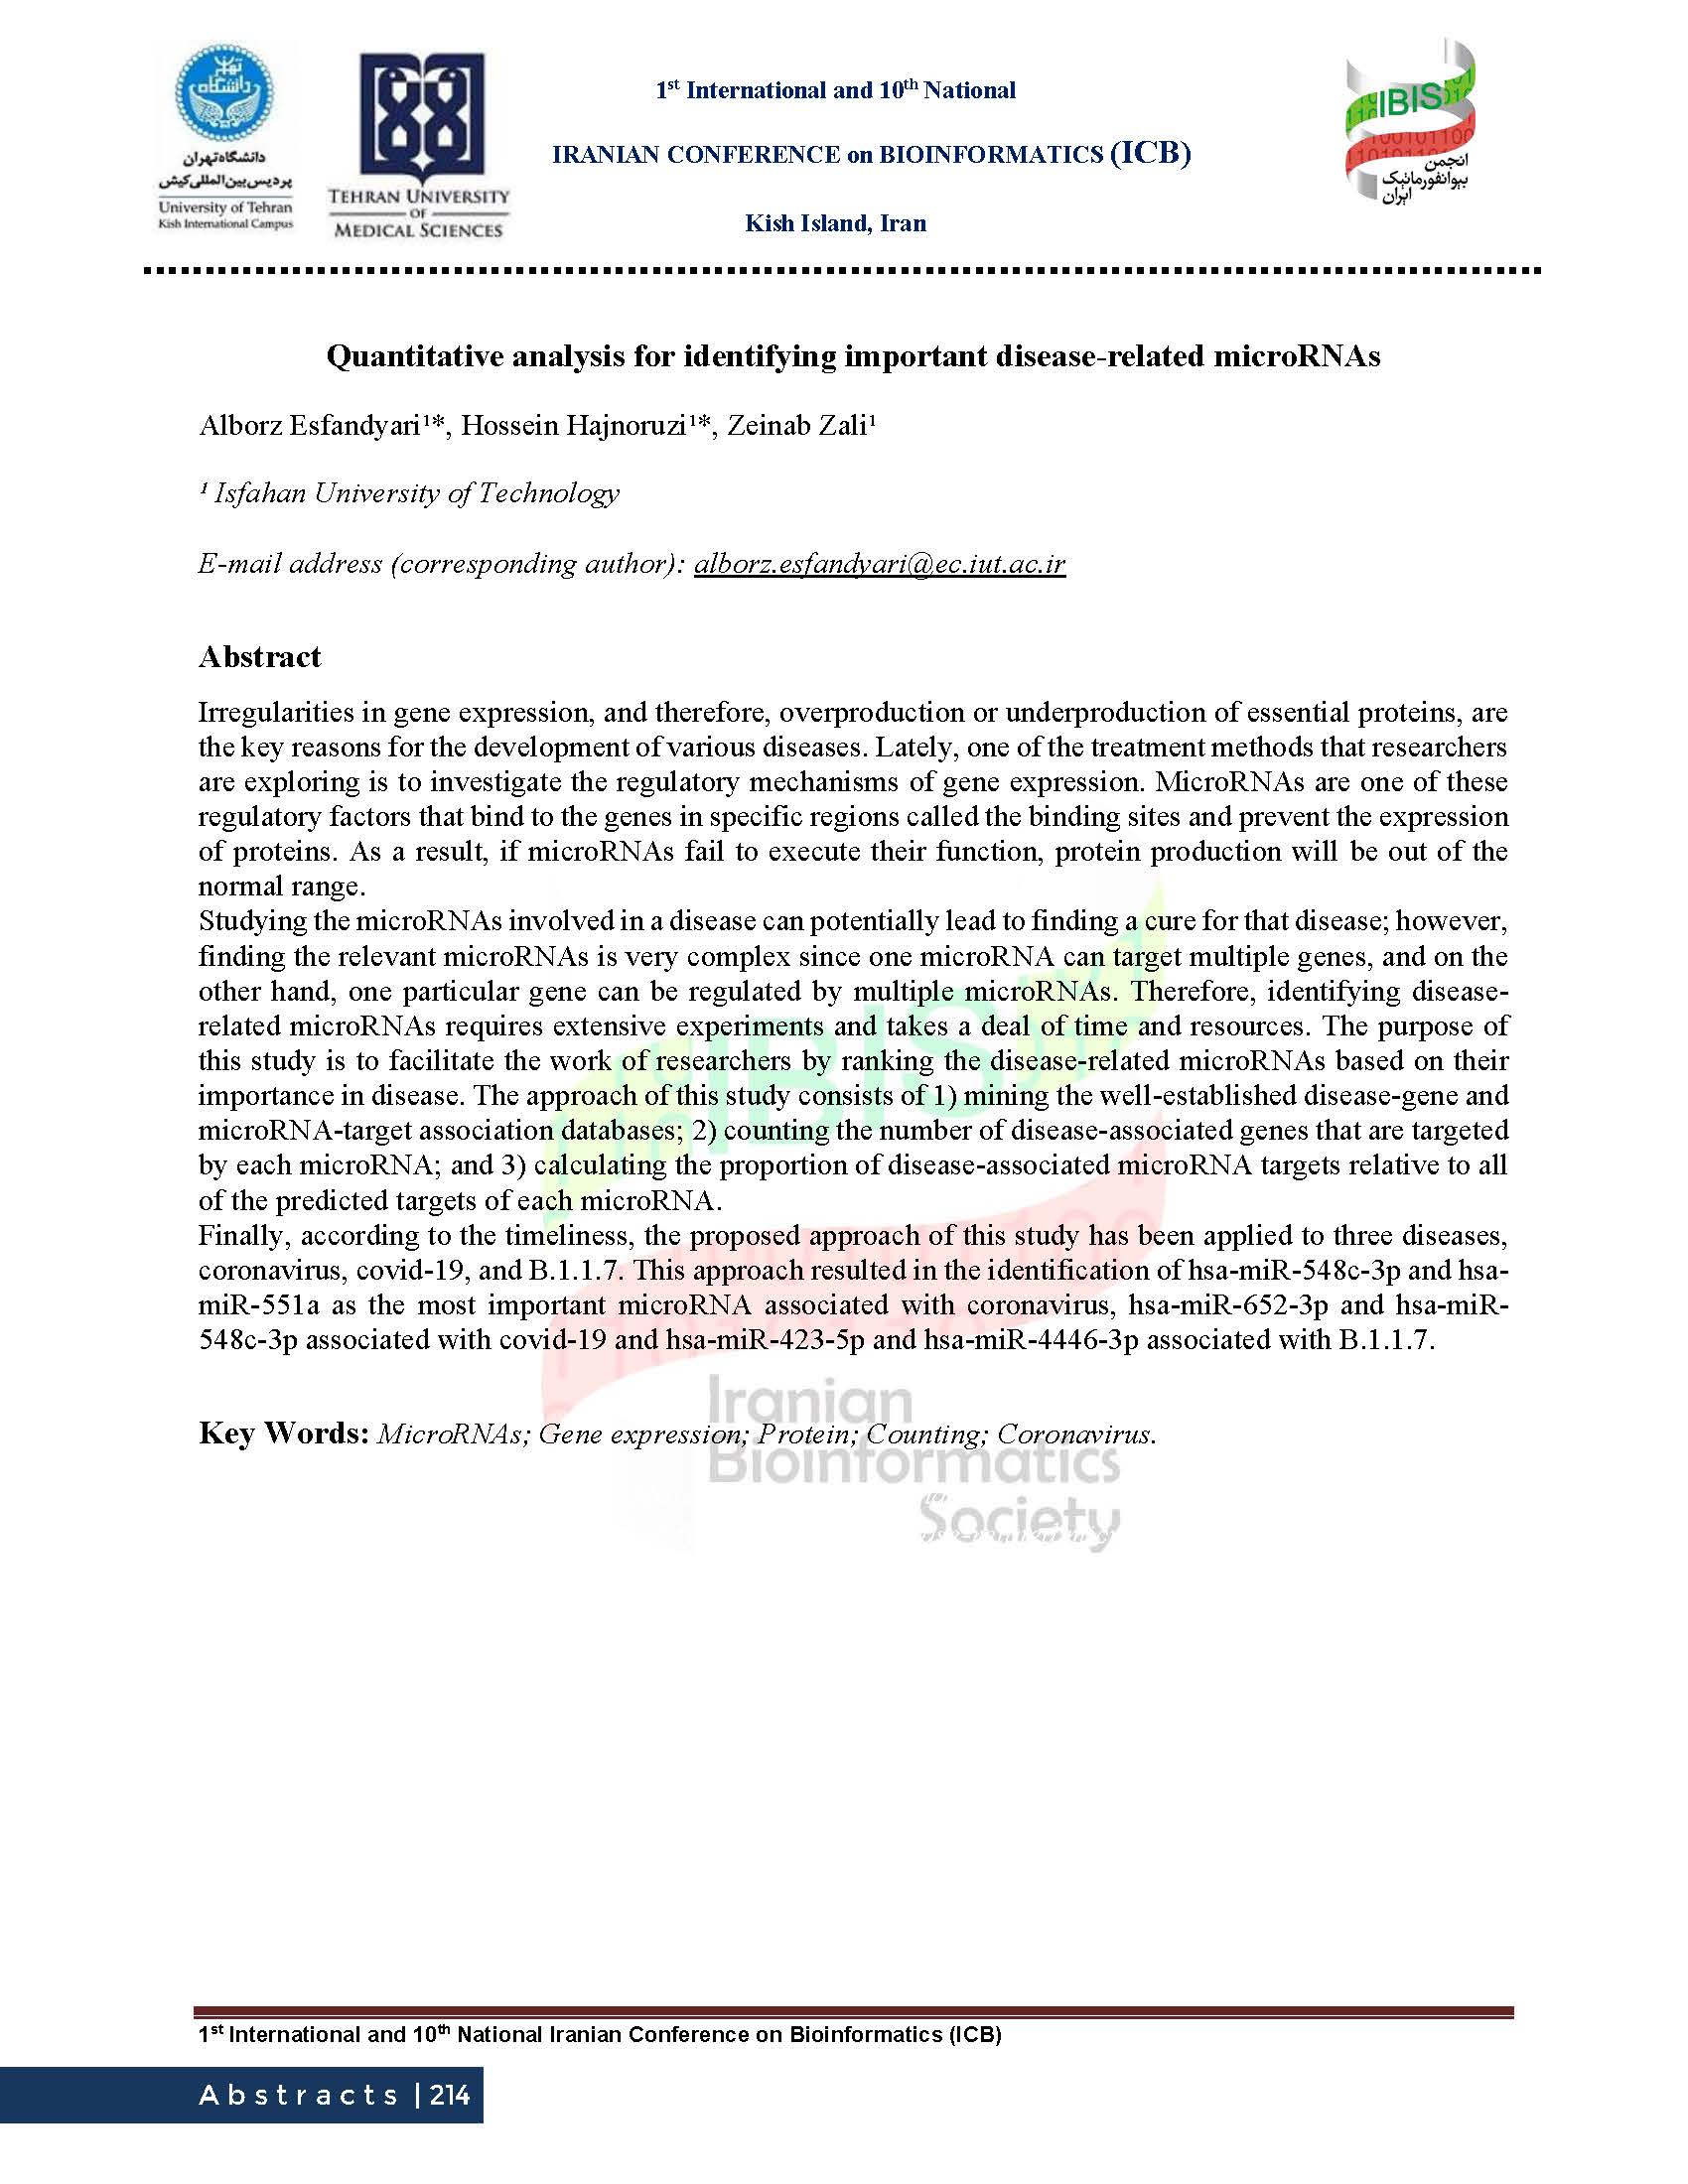 دانشگاه تهران
پردیس بین‌المللی کیش
University of Tehran
Kish International Campus
TEHRAN UNIVERSITY
OF
MEDICAL SCIENCES
1st International and 10th National
IRANIAN CONFERENCE on BIOINFORMATICS (ICB)
Kish Island, Iran
IBIS
انجمن
بیوانفورماتیک
ایران
Quantitative analysis for identifying important disease-related microRNAs
Alborz Esfandyari¹*, Hossein Hajnoruzi¹*, Zeinab Zali¹
¹ Isfahan University of Technology
E-mail address (corresponding author): alborz.esfandyari@ec.iut.ac.ir
Abstract
Irregularities in gene expression, and therefore, overproduction or underproduction of essential proteins, are
the key reasons for the development of various diseases. Lately, one of the treatment methods that researchers
are exploring is to investigate the regulatory mechanisms of gene expression. MicroRNAs are one of these
regulatory factors that bind to the genes in specific regions called the binding sites and prevent the expression
of proteins. As a result, if microRNAs fail to execute their function, protein production will be out of the
normal range.
Studying the microRNAs involved in a disease can potentially lead to finding a cure for that disease; however,
finding the relevant microRNAs is very complex since one microRNA can target multiple genes, and on the
other hand, one particular gene can be regulated by multiple microRNAs. Therefore, identifying disease-
related microRNAs requires extensive experiments and takes a deal of time and resources. The purpose of
this study is to facilitate the work of researchers by ranking the disease-related microRNAs based on their
importance in disease. The approach of this study consists of 1) mining the well-established disease-gene and
microRNA-target association databases; 2) counting the number of disease-associated genes that are targeted
by each microRNA; and 3) calculating the proportion of disease-associated microRNA targets relative to all
of the predicted targets of each microRNA.
Finally, according to the timeliness, the proposed approach of this study has been applied to three diseases,
coronavirus, covid-19, and B.1.1.7. This approach resulted in the identification of hsa-miR-548c-3p and hsa-
miR-551a as the most important microRNA associated with coronavirus, hsa-miR-652-3p and hsa-miR-
548c-3p associated with covid-19 and hsa-miR-423-5p and hsa-miR-4446-3p associated with B.1.1.7.
Key Words: MicroRNAs; Gene expression; Protein; Counting; Coronavirus.
IBIS
Iranian
Bioinformatics
Society
1st International and 10th National Iranian Conference on Bioinformatics (ICB)
Abstracts | 214